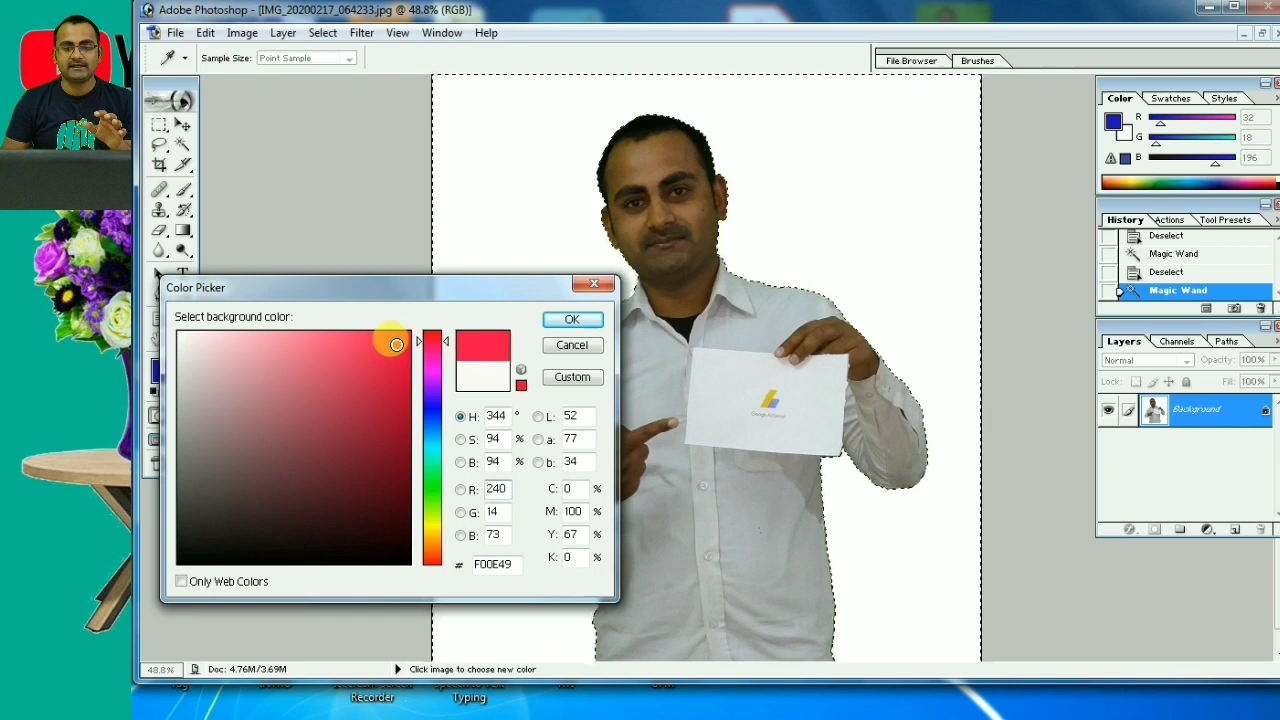 Adobe Photoshop - [IMG_20200217_064233.jpg @ 48.8% (RGB)]
File Edit Image Layer Select Filter View Window Help
Sample Size: Point Sample
File Browser Brushes
Color Swatches Styles
R 32
G 18
B 196
History Actions Tool Presets
Deselect
Magic Wand
Deselect
Magic Wand
Layers Channels Paths
Normal Opacity: 100%
Lock: Fill: 100%
Background
Color Picker
Select background color:
OK
Cancel
Custom
H: 344 ° L: 52
S: 94 % a: 77
B: 94 % b: 34
R: 240 C: 0 %
G: 14 M: 100 %
B: 73 Y: 67 %
# F00E49 K: 0 %
Only Web Colors
Google AdSense
48.8% Doc: 4.76M/3.69M Click image to choose new color
Recorder Typing